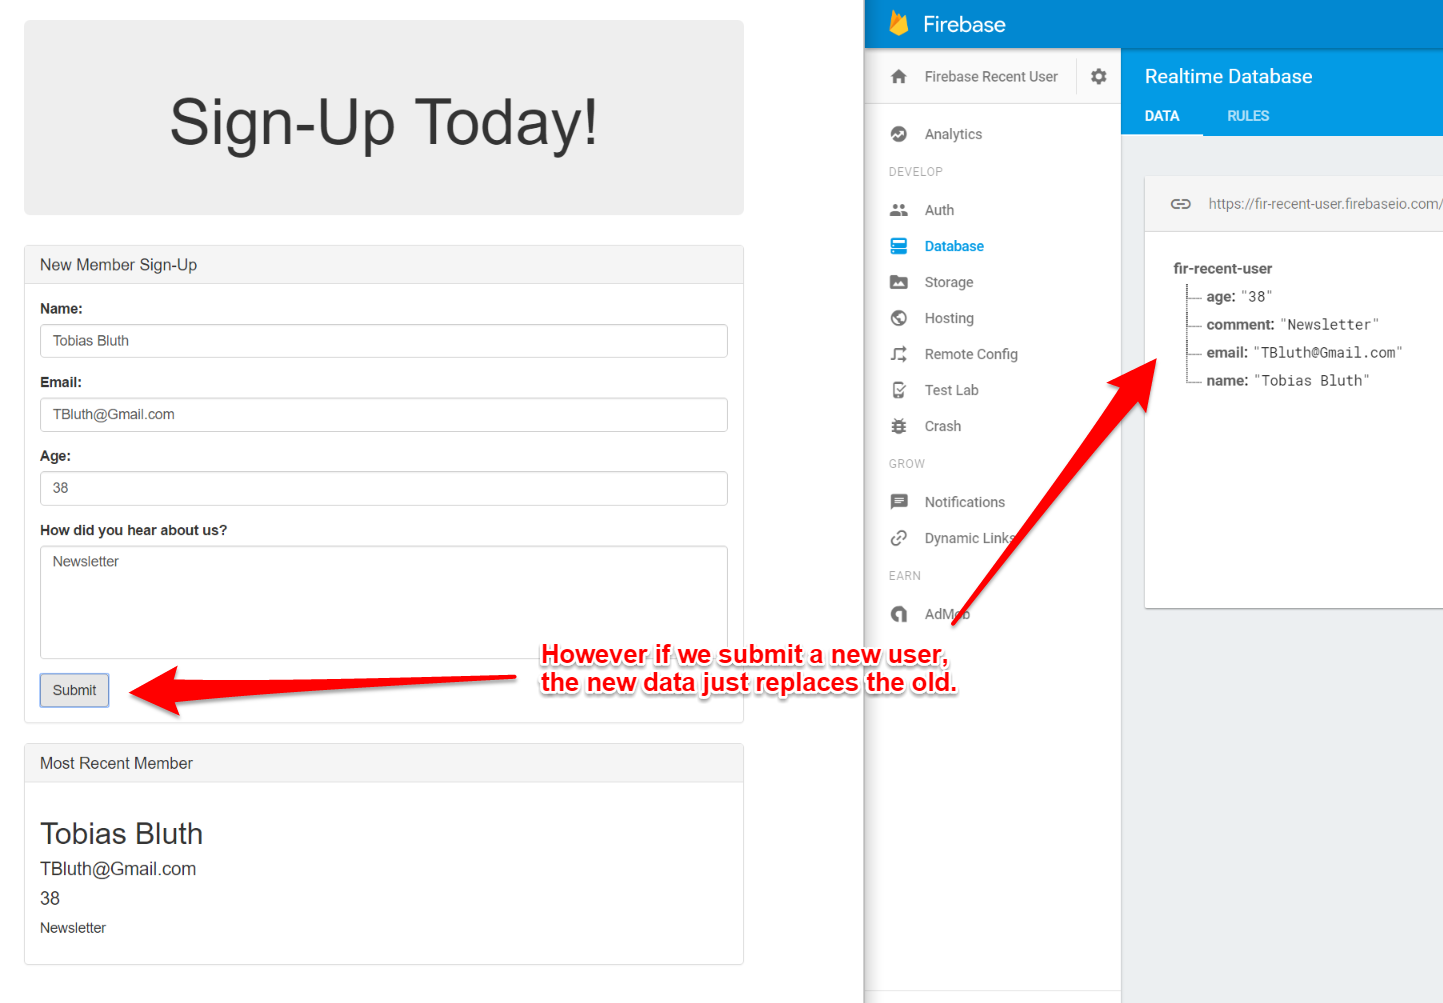 Sign-Up Today!
New Member Sign-Up
Name:
Tobias Bluth
Email:
TBluth@Gmail.com
Age:
38
How did you hear about us?
Newsletter
Submit
However if we submit a new user,
the new data just replaces the old.
Most Recent Member
Tobias Bluth
TBluth@Gmail.com
38
Newsletter
Firebase
Firebase Recent User
Analytics
DEVELOP
Auth
Database
Storage
Hosting
Remote Config
Test Lab
Crash
GROW
Notifications
Dynamic Links
EARN
AdMob
Realtime Database
DATA RULES
https://fir-recent-user.firebaseio.com/
fir-recent-user
age: "38"
comment: "Newsletter"
email: "TBluth@Gmail.com"
name: "Tobias Bluth"